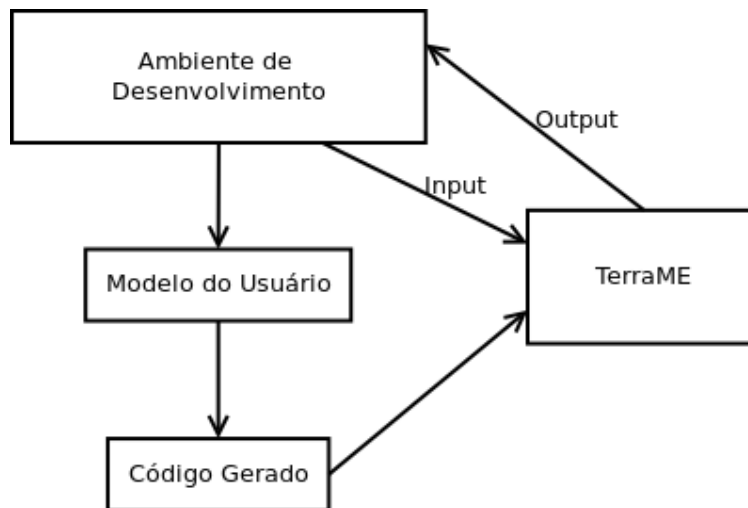 Ambiente de
Desenvolvimento
Output
Input
Modelo do Usuário
TerraME
Código Gerado